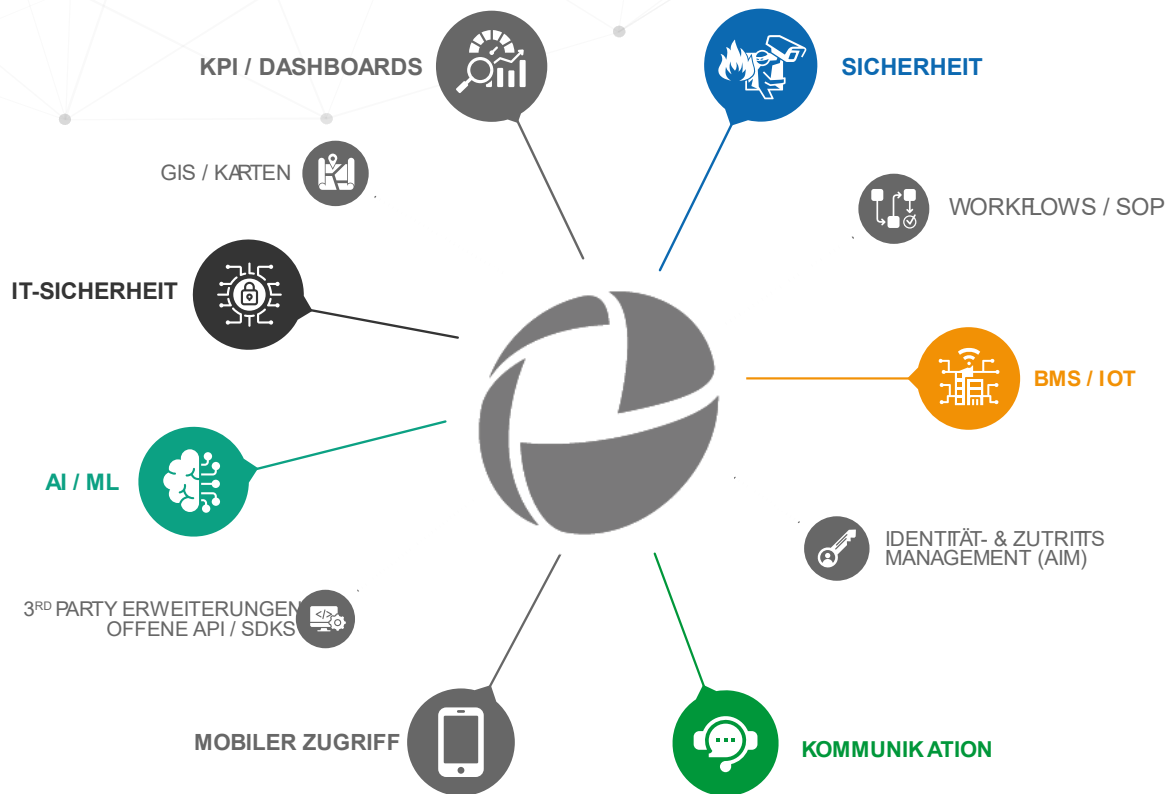 KPI / DASHBOARDS
SICHERHEIT
GIS / KARTEN
WORKFLOWS / SOP
IT-SICHERHEIT
BMS / IOT
AI / ML
IDENTITÄT- & ZUTRITTS
MANAGEMENT (AIM)
3RD PARTY ERWEITERUNGEN
OFFENE API / SDKS
MOBILER ZUGRIFF
KOMMUNIKATION